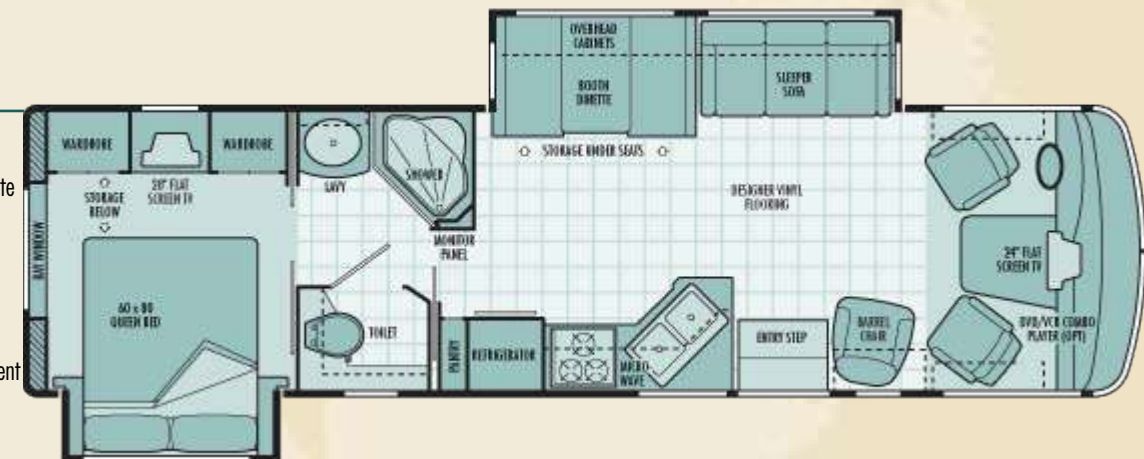 OVERHEAD
CABINETS
BOOTH
DINETTE
SLEEPER
SOFA
STORAGE UNDER SEATS
WARDROBE
20" FLAT
SCREEN TV
WARDROBE
STORAGE
BELOW
LAVY
SHOWER
MONITOR
PANEL
DESIGNER VINYL
FLOORING
BAY WINDOW
60 x 80
QUEEN BED
TOILET
PANTRY
REFRIGERATOR
MICRO
WAVE
ENTRY STEP
BARREL
CHAIR
24" FLAT
SCREEN TV
DVD/VCR COMBO
PLAYER (OPT)
te
ent